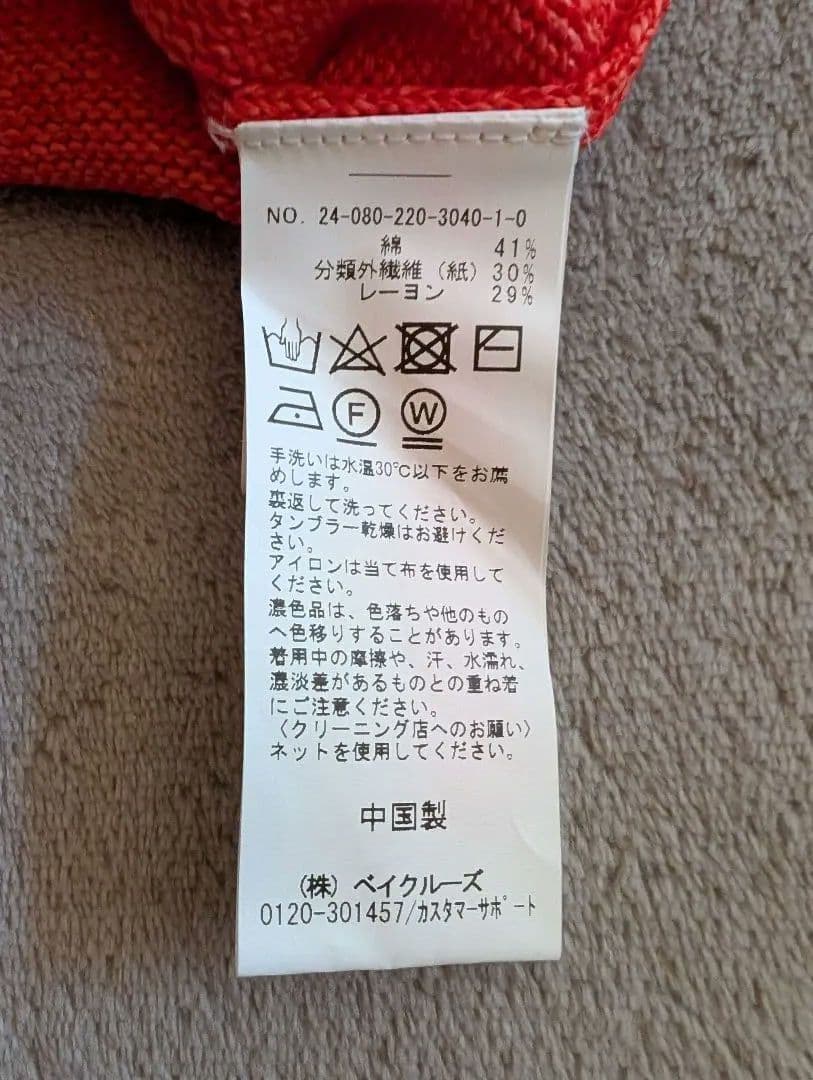 NO. 24-080-220-3040-1-0
綿 41%
分類外繊維（紙）30%
レーヨン 29%
F W
手洗いは水温30℃以下をお薦
めします。
裏返して洗ってください。
タンブラー乾燥はお避けくだ
さい。
アイロンは当て布を使用して
ください。
濃色品は、色落ちや他のもの
へ色移りすることがあります。
着用中の摩擦や、汗、水濡れ、
濃淡差があるものとの重ね着
にご注意ください。
〈クリーニング店へのお願い〉
ネットを使用してください。
中国製
（株）ベイクルーズ
0120-301457/ｶｽﾀﾏｰｻﾎﾟｰﾄ